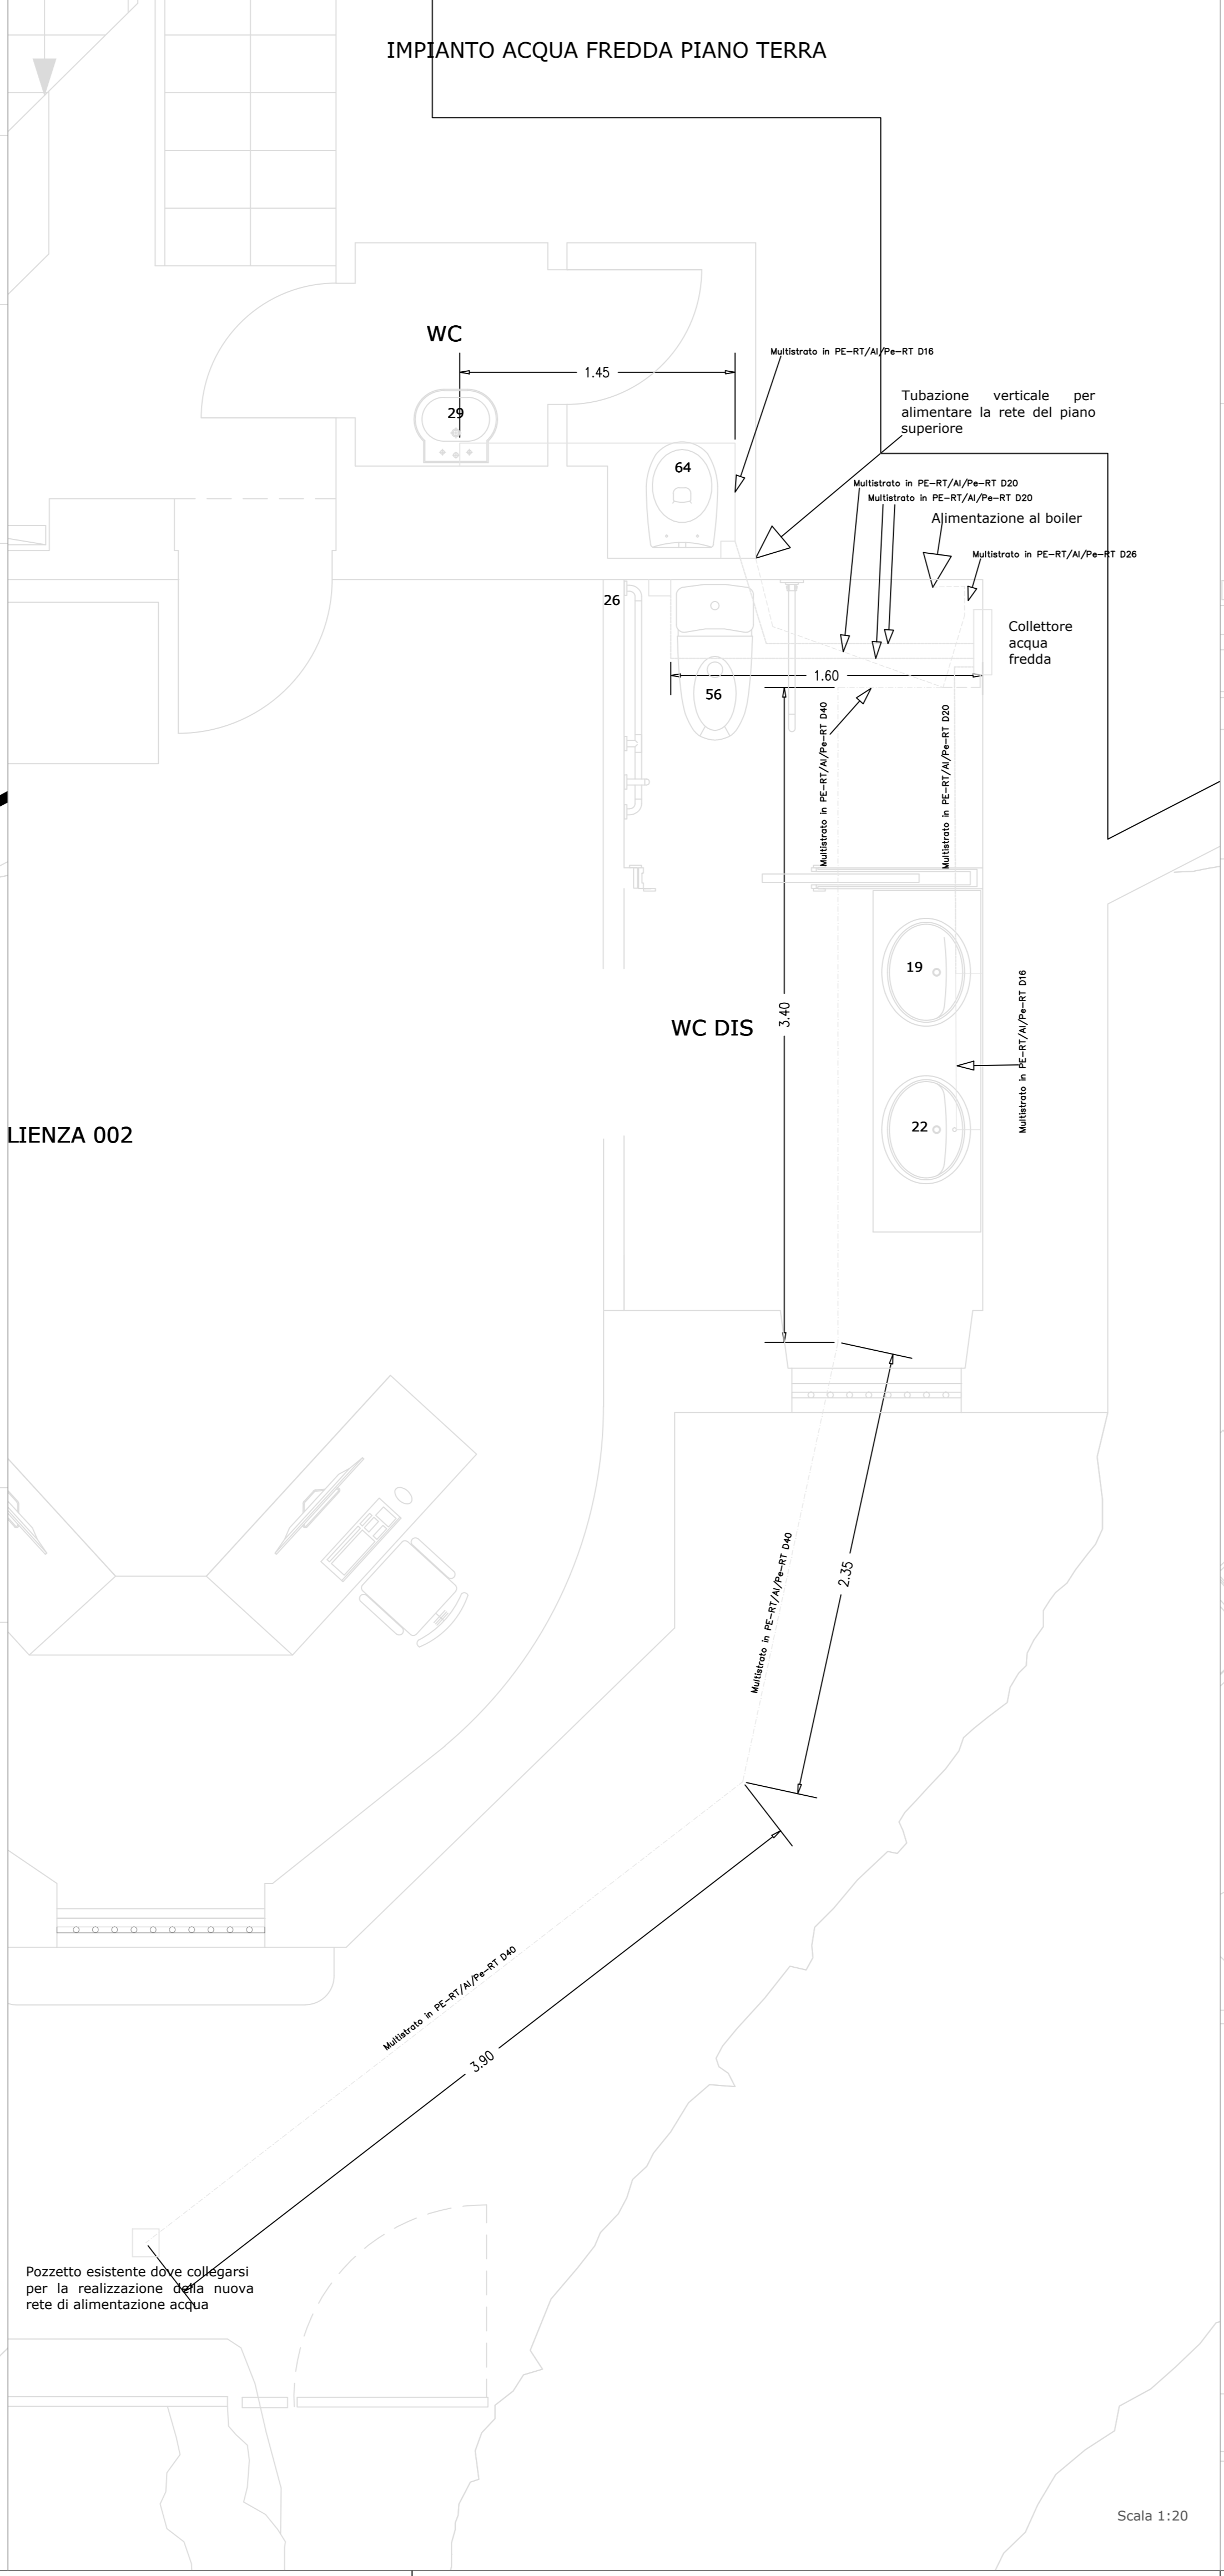 IMPIANTO ACQUA FREDDA PIANO TERRA
WC
1.45
Multistrato in PE-RT/Al/Pe-RT D16
29
Tubazione verticale per
alimentare la rete del piano
superiore
64
Multistrato in PE-RT/Al/Pe-RT D20
Multistrato in PE-RT/Al/Pe-RT D20
Alimentazione al boiler
Multistrato in PE-RT/Al/Pe-RT D26
26
Collettore
acqua
fredda
1.60
56
Multistrato in PE-RT/Al/Pe-RT D40
Multistrato in PE-RT/Al/Pe-RT D20
19
3.40
WC DIS
Multistrato in PE-RT/Al/Pe-RT D16
22
LIENZA 002
Multistrato in PE-RT/Al/Pe-RT D40
2.35
Multistrato in PE-RT/Al/Pe-RT D40
3.90
Pozzetto esistente dove collegarsi
per la realizzazione della nuova
rete di alimentazione acqua
Scala 1:20